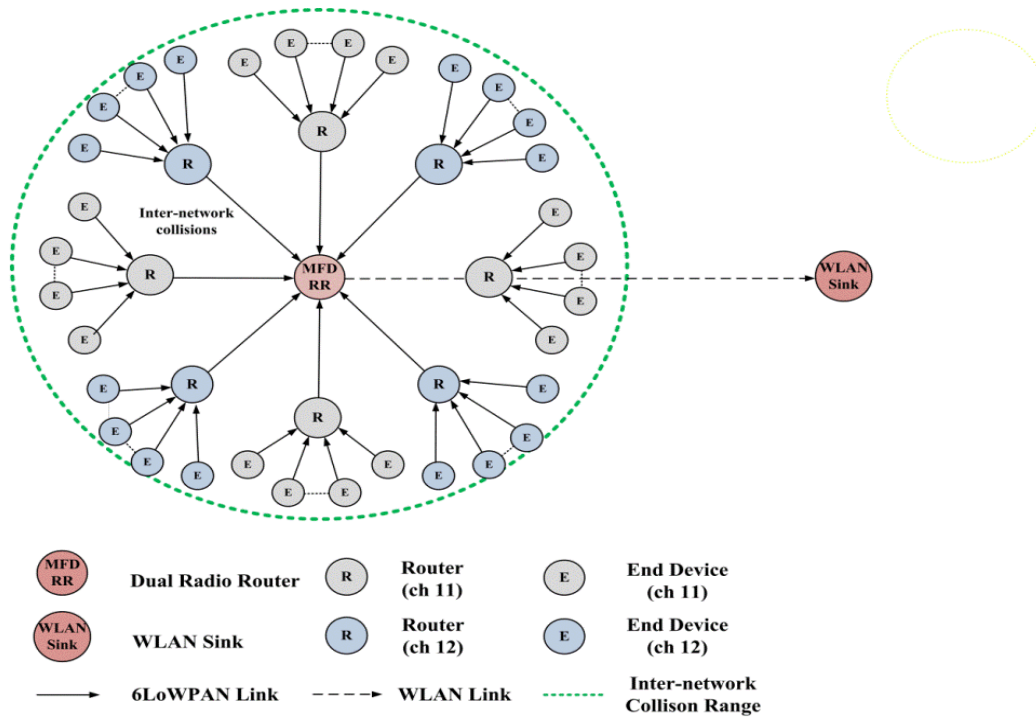 E E E E
E E E E
E E
E E
R
R R
E E
Inter-network
collisions
E E
E E
R MFD
RR R WLAN
Sink
E E
E E
E R R E
R
E E
E E E E
E E E E
MFD
RR Dual Radio Router
R Router
(ch 11)
E End Device
(ch 11)
WLAN
Sink WLAN Sink
R Router
(ch 12)
E End Device
(ch 12)
6LoWPAN Link WLAN Link Inter-network
Collison Range